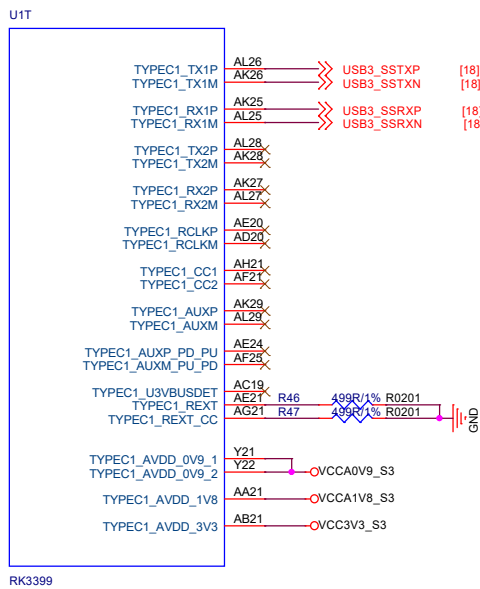 U1T
TYPEC1_TX1P AL26 USB3_SSTXP [18]
TYPEC1_TX1M AK26 USB3_SSTXN [18]
TYPEC1_RX1P AK25 USB3_SSRXP [18]
TYPEC1_RX1M AL25 USB3_SSRXN [18
TYPEC1_TX2P AL28
TYPEC1_TX2M AK28
TYPEC1_RX2P AK27
TYPEC1_RX2M AL27
TYPEC1_RCLKP AE20
TYPEC1_RCLKM AD20
TYPEC1_CC1 AH21
TYPEC1_CC2 AF21
TYPEC1_AUXP AK29
TYPEC1_AUXM AL29
TYPEC1_AUXP_PD_PU AE24
TYPEC1_AUXM_PU_PD AF25
TYPEC1_U3VBUSDET AC19
TYPEC1_REXT AE21 R46 499R/1% R0201
TYPEC1_REXT_CC AG21 R47 499R/1% R0201
GND
TYPEC1_AVDD_0V9_1 Y21
TYPEC1_AVDD_0V9_2 Y22 VCCA0V9_S3
TYPEC1_AVDD_1V8 AA21 VCCA1V8_S3
TYPEC1_AVDD_3V3 AB21 VCC3V3_S3
RK3399